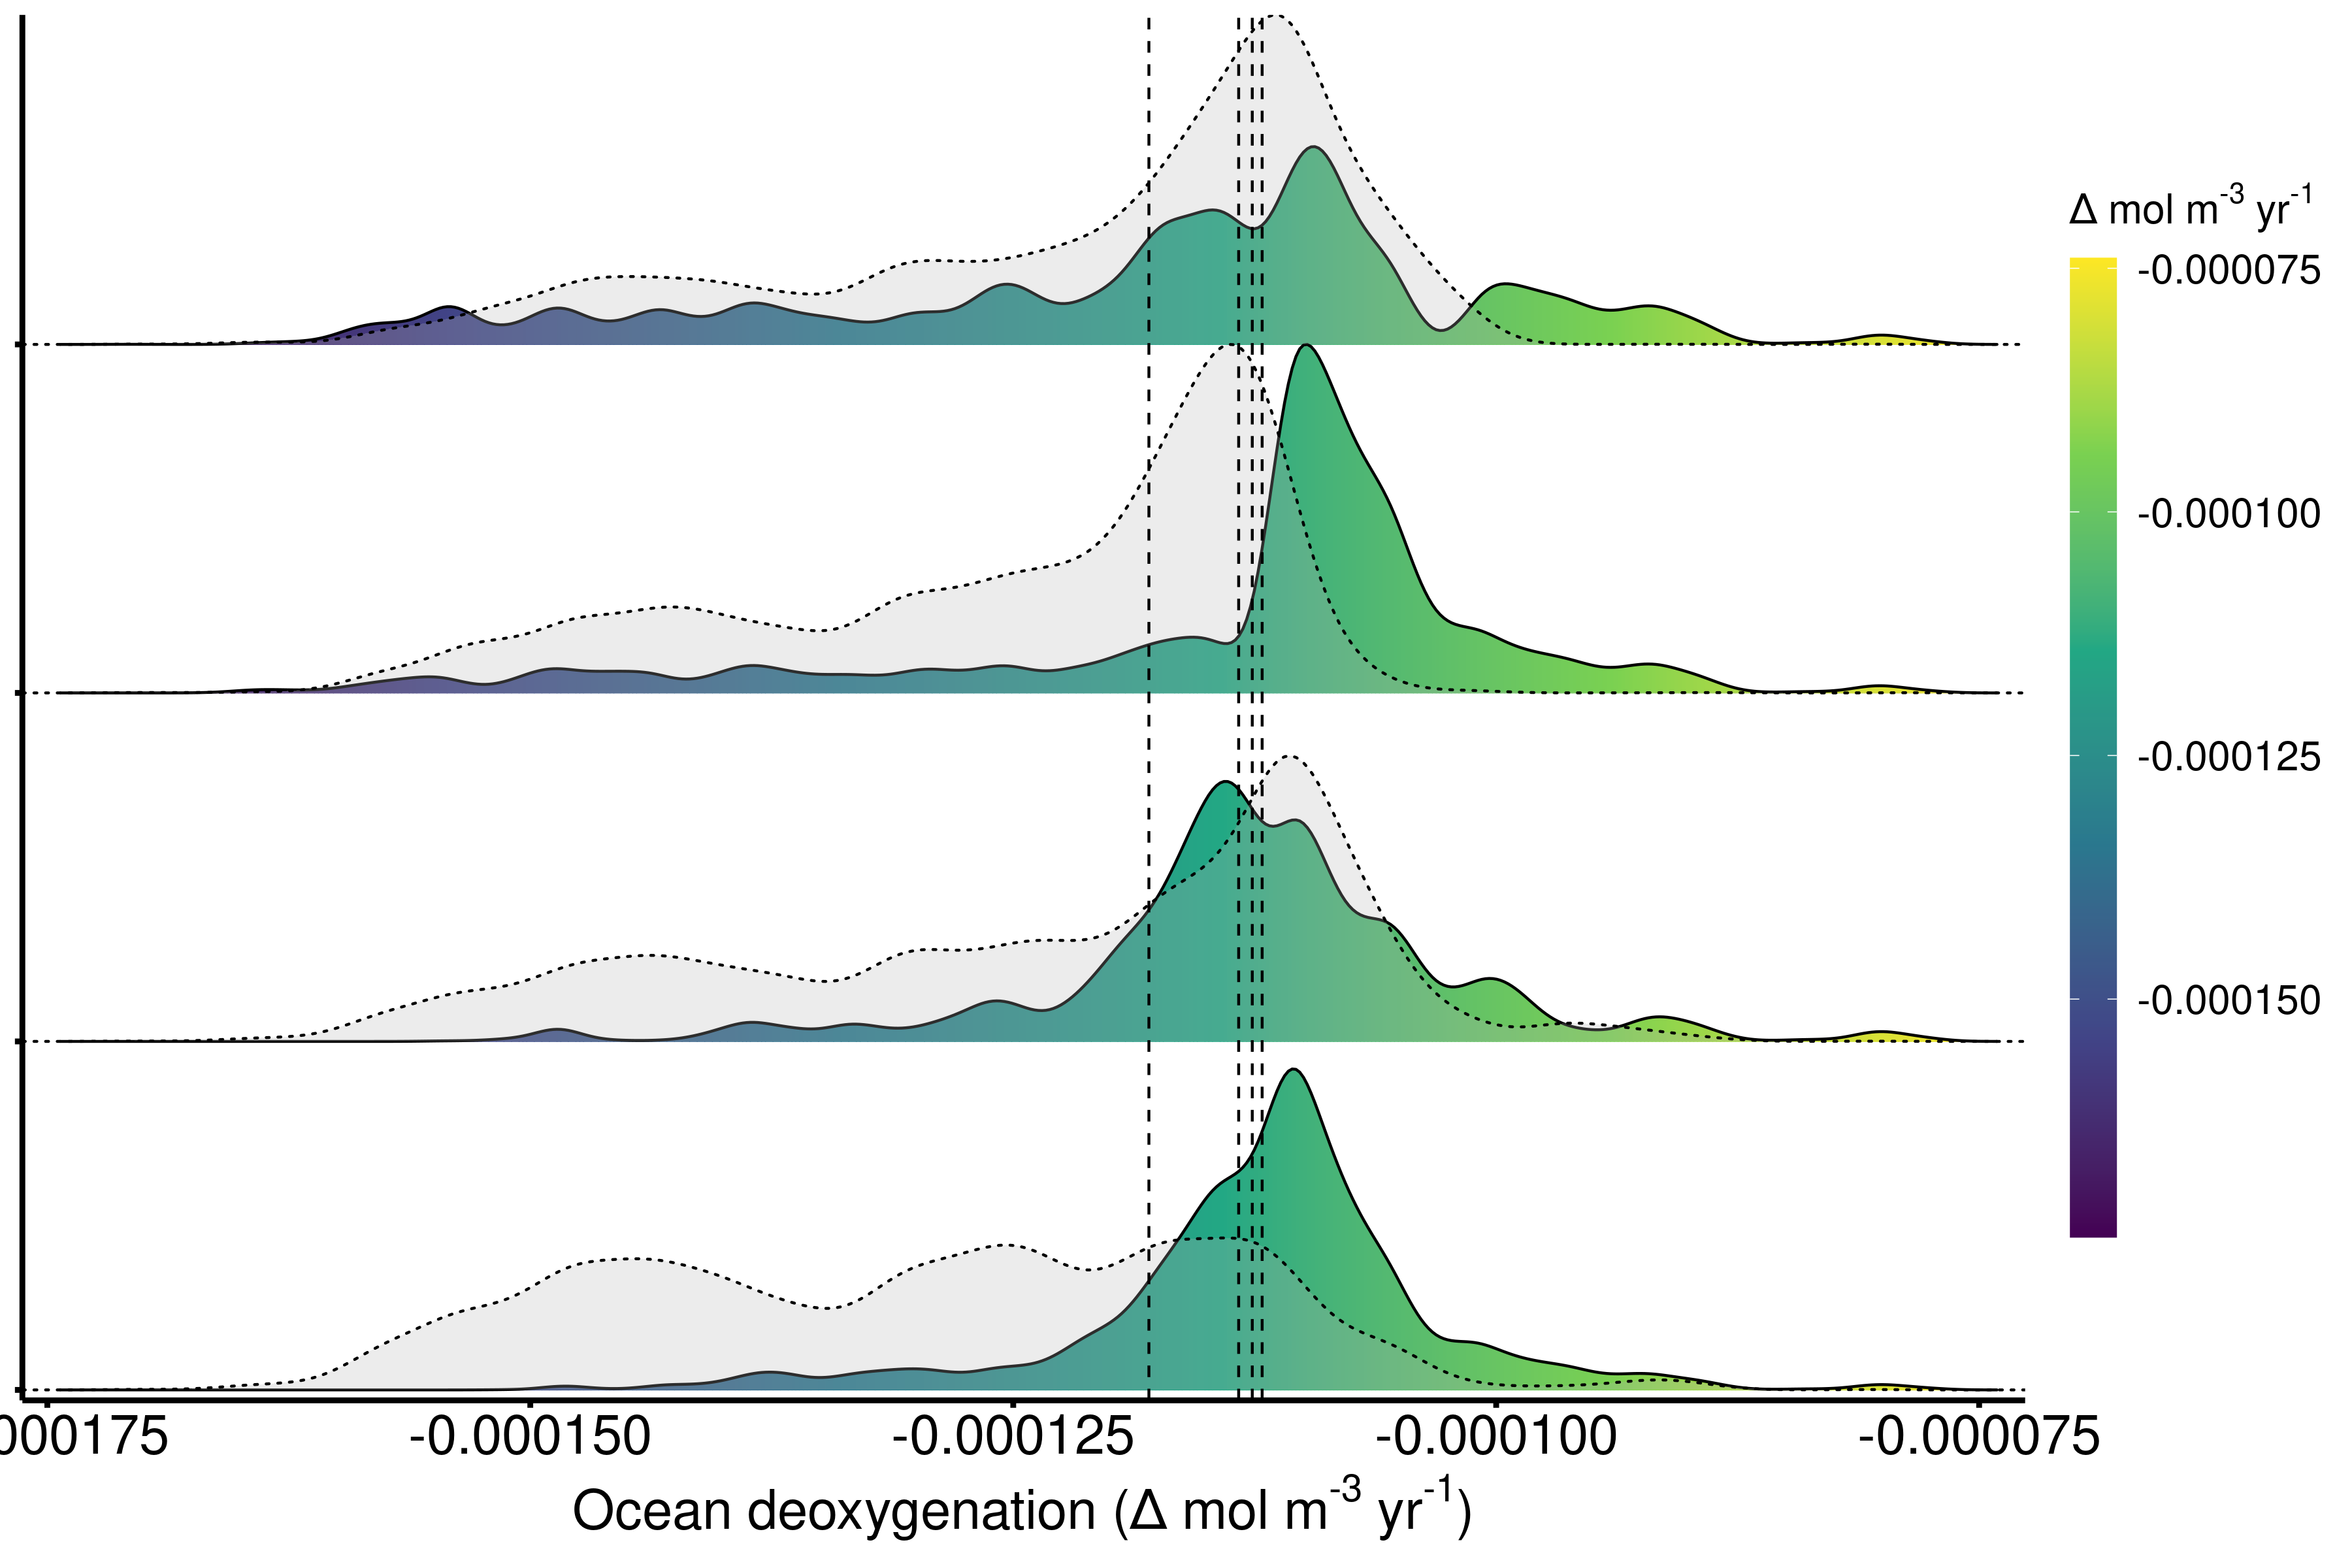 Δ mol m⁻³ yr⁻¹
-0.000075
-0.000100
-0.000125
-0.000150
000175 -0.000150 -0.000125 -0.000100 -0.000075
Ocean deoxygenation (Δ mol m⁻³ yr⁻¹)